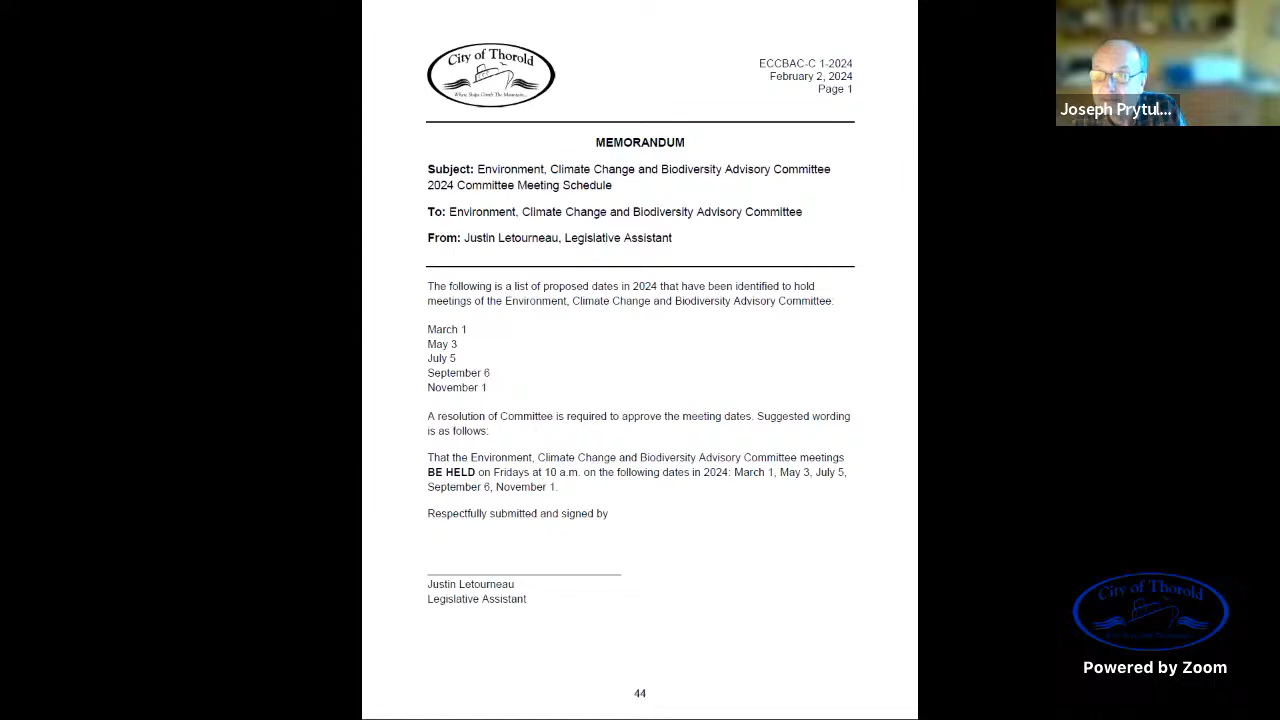 City of Thorold
Where Ships Climb The Mountain...
ECCBAC-C 1-2024
February 2, 2024
Page 1
MEMORANDUM
Subject: Environment, Climate Change and Biodiversity Advisory Committee
2024 Committee Meeting Schedule
To: Environment, Climate Change and Biodiversity Advisory Committee
From: Justin Letourneau, Legislative Assistant
The following is a list of proposed dates in 2024 that have been identified to hold
meetings of the Environment, Climate Change and Biodiversity Advisory Committee:
March 1
May 3
July 5
September 6
November 1
A resolution of Committee is required to approve the meeting dates. Suggested wording
is as follows:
That the Environment, Climate Change and Biodiversity Advisory Committee meetings
BE HELD on Fridays at 10 a.m. on the following dates in 2024: March 1, May 3, July 5,
September 6, November 1.
Respectfully submitted and signed by
Justin Letourneau
Legislative Assistant
44
Joseph Prytul...
City of Thorold
Powered by Zoom